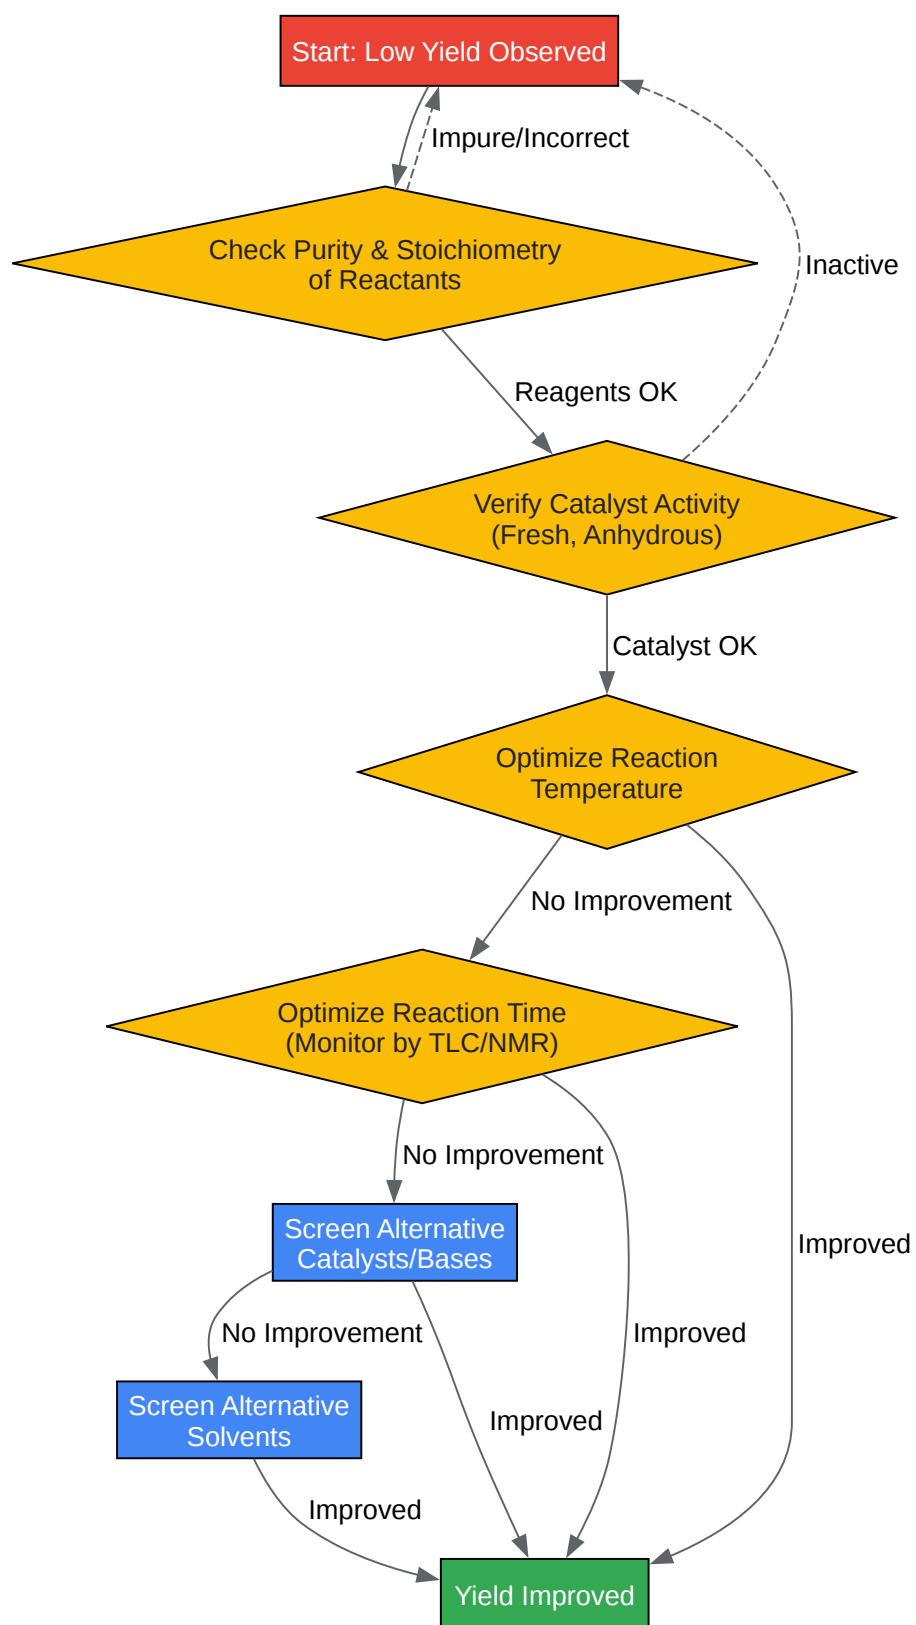 Start: Low Yield Observed
Impure/Incorrect
Check Purity & Stoichiometry
of Reactants
Inactive
Reagents OK
Verify Catalyst Activity
(Fresh, Anhydrous)
Catalyst OK
Optimize Reaction
Temperature
No Improvement
Optimize Reaction Time
(Monitor by TLC/NMR)
No Improvement
Screen Alternative
Catalysts/Bases
Improved
No Improvement
Improved
Screen Alternative
Solvents
Improved
Improved
Yield Improved